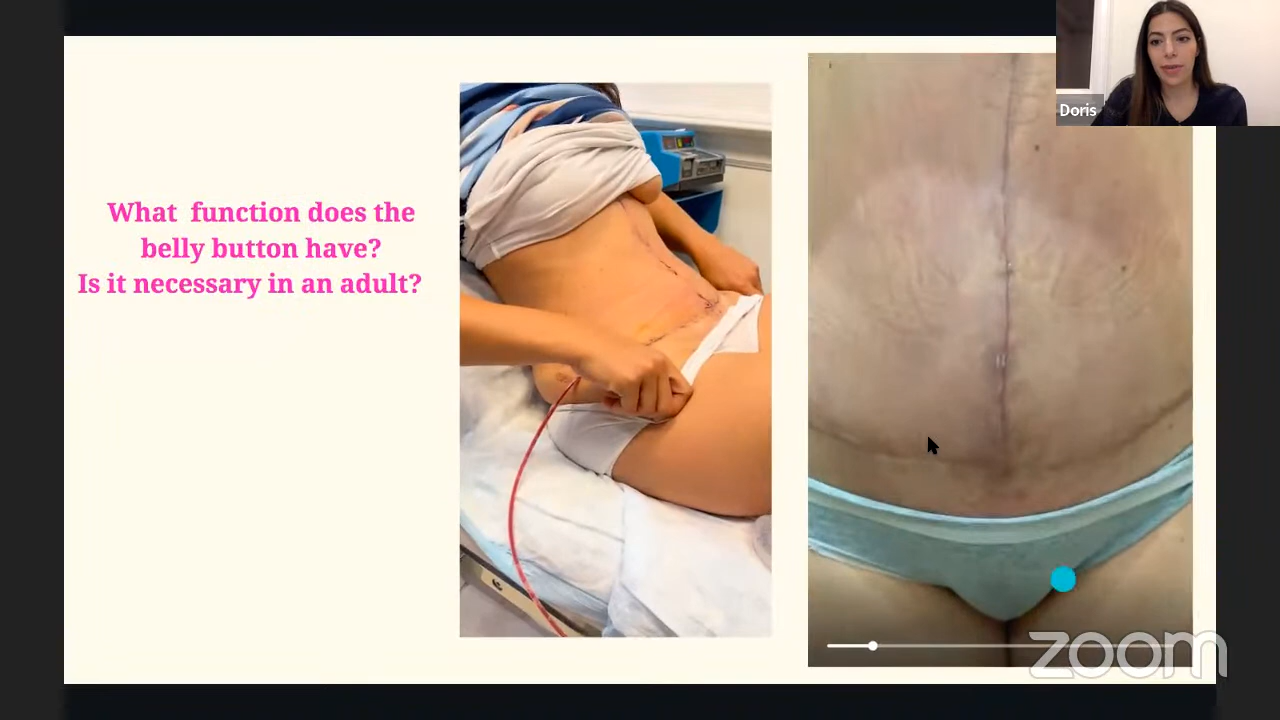 Doris
What function does the
belly button have?
Is it necessary in an adult?
zoom